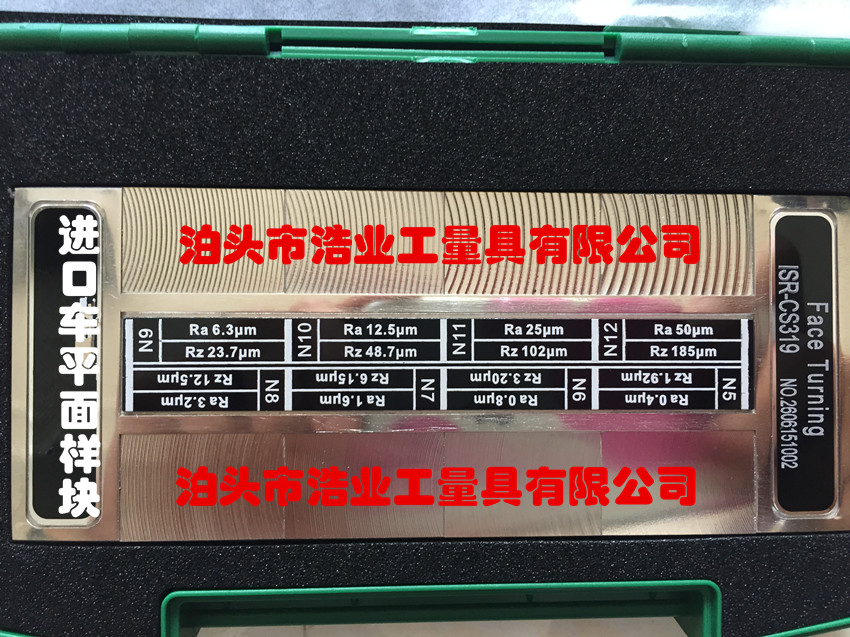 进口车平面样块
泊头市浩业工量具有限公司
N9
Ra 6.3µm
Rz 23.7µm
N10
Ra 12.5µm
Rz 48.7µm
N11
Ra 25µm
Rz 102µm
N12
Ra 50µm
Rz 185µm
Rz 12.5µm
Ra 3.2µm
N8
Rz 6.15µm
Ra 1.6µm
N7
Rz 3.20µm
Ra 0.8µm
N6
Rz 1.92µm
Ra 0.4µm
N5
泊头市浩业工量具有限公司
Face Turning
ISR-CS319 NO.2606151002